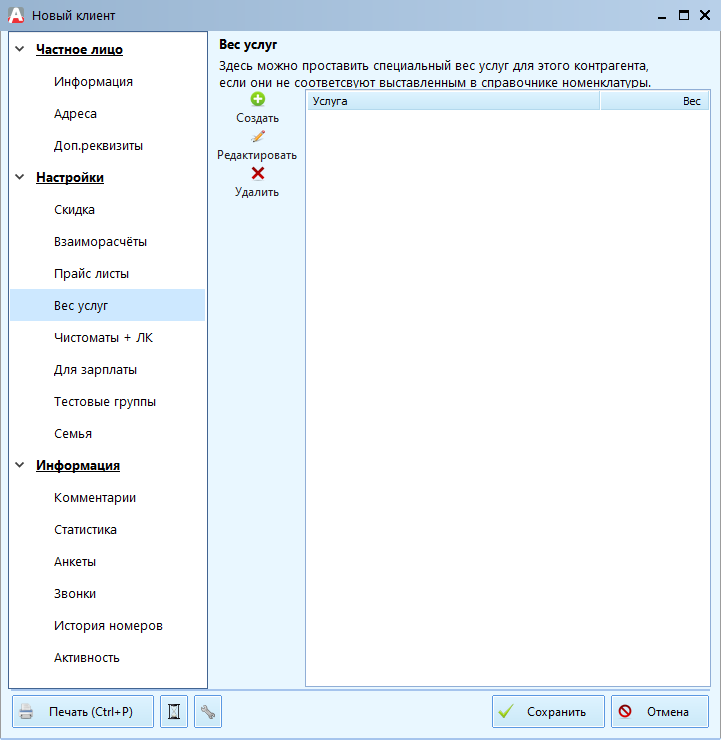 Новый клиент
Частное лицо
Информация
Адреса
Доп.реквизиты
Настройки
Скидка
Взаиморасчёты
Прайс листы
Вес услуг
Чистоматы + ЛК
Для зарплаты
Тестовые группы
Семья
Информация
Комментарии
Статистика
Анкеты
Звонки
История номеров
Активность
Вес услуг
Здесь можно проставить специальный вес услуг для этого контрагента,
если они не соответсвуют выставленным в справочнике номенклатуры.
Создать
Редактировать
Удалить
Услуга Вес
Печать (Ctrl+P) Сохранить Отмена